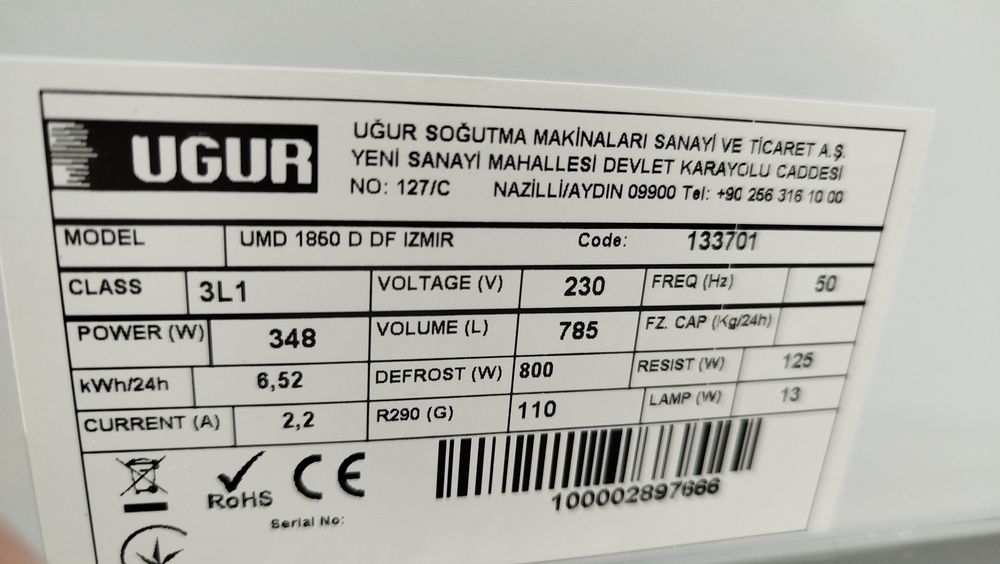 UĞUR
UĞUR SOĞUTMA MAKİNALARI SANAYİ VE TİCARET A.Ş.
YENİ SANAYİ MAHALLESİ DEVLET KARAYOLU CADDESİ
NO: 127/C NAZİLLİ/AYDIN 09900 Tel: +90 256 316 10 00
MODEL UMD 1850 D DF IZMIR Code: 133701
CLASS 3L1 VOLTAGE (V) 230 FREQ (Hz) 50
POWER (W) 348 VOLUME (L) 785 FZ. CAP (Kg/24h)
kWh/24h 6,52 DEFROST (W) 800 RESIST (W) 125
CURRENT (A) 2,2 R290 (G) 110 LAMP (W) 13
RoHS CE
100002897666
Serial No: